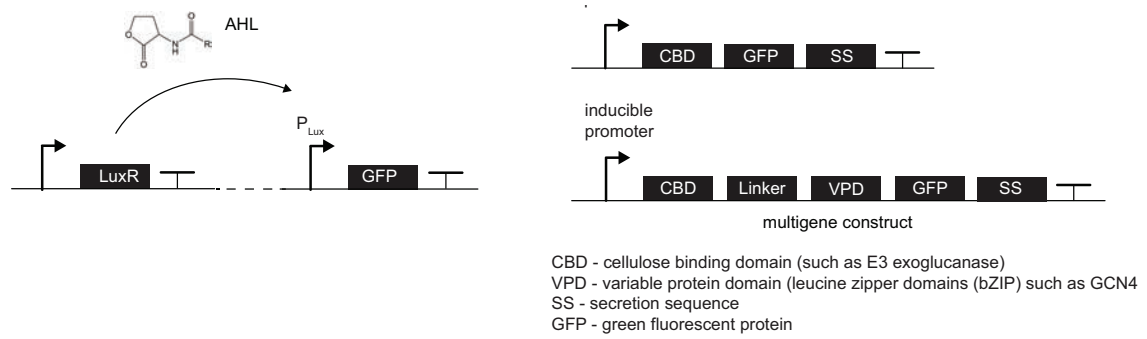 AHL
O
O
O
N
H
R
P Lux
LuxR
GFP
CBD
GFP
SS
inducible
promoter
CBD
Linker
VPD
GFP
SS
multigene construct
CBD - cellulose binding domain (such as E3 exoglucanase)
VPD - variable protein domain (leucine zipper domains (bZIP) such as GCN4
SS - secretion sequence
GFP - green fluorescent protein